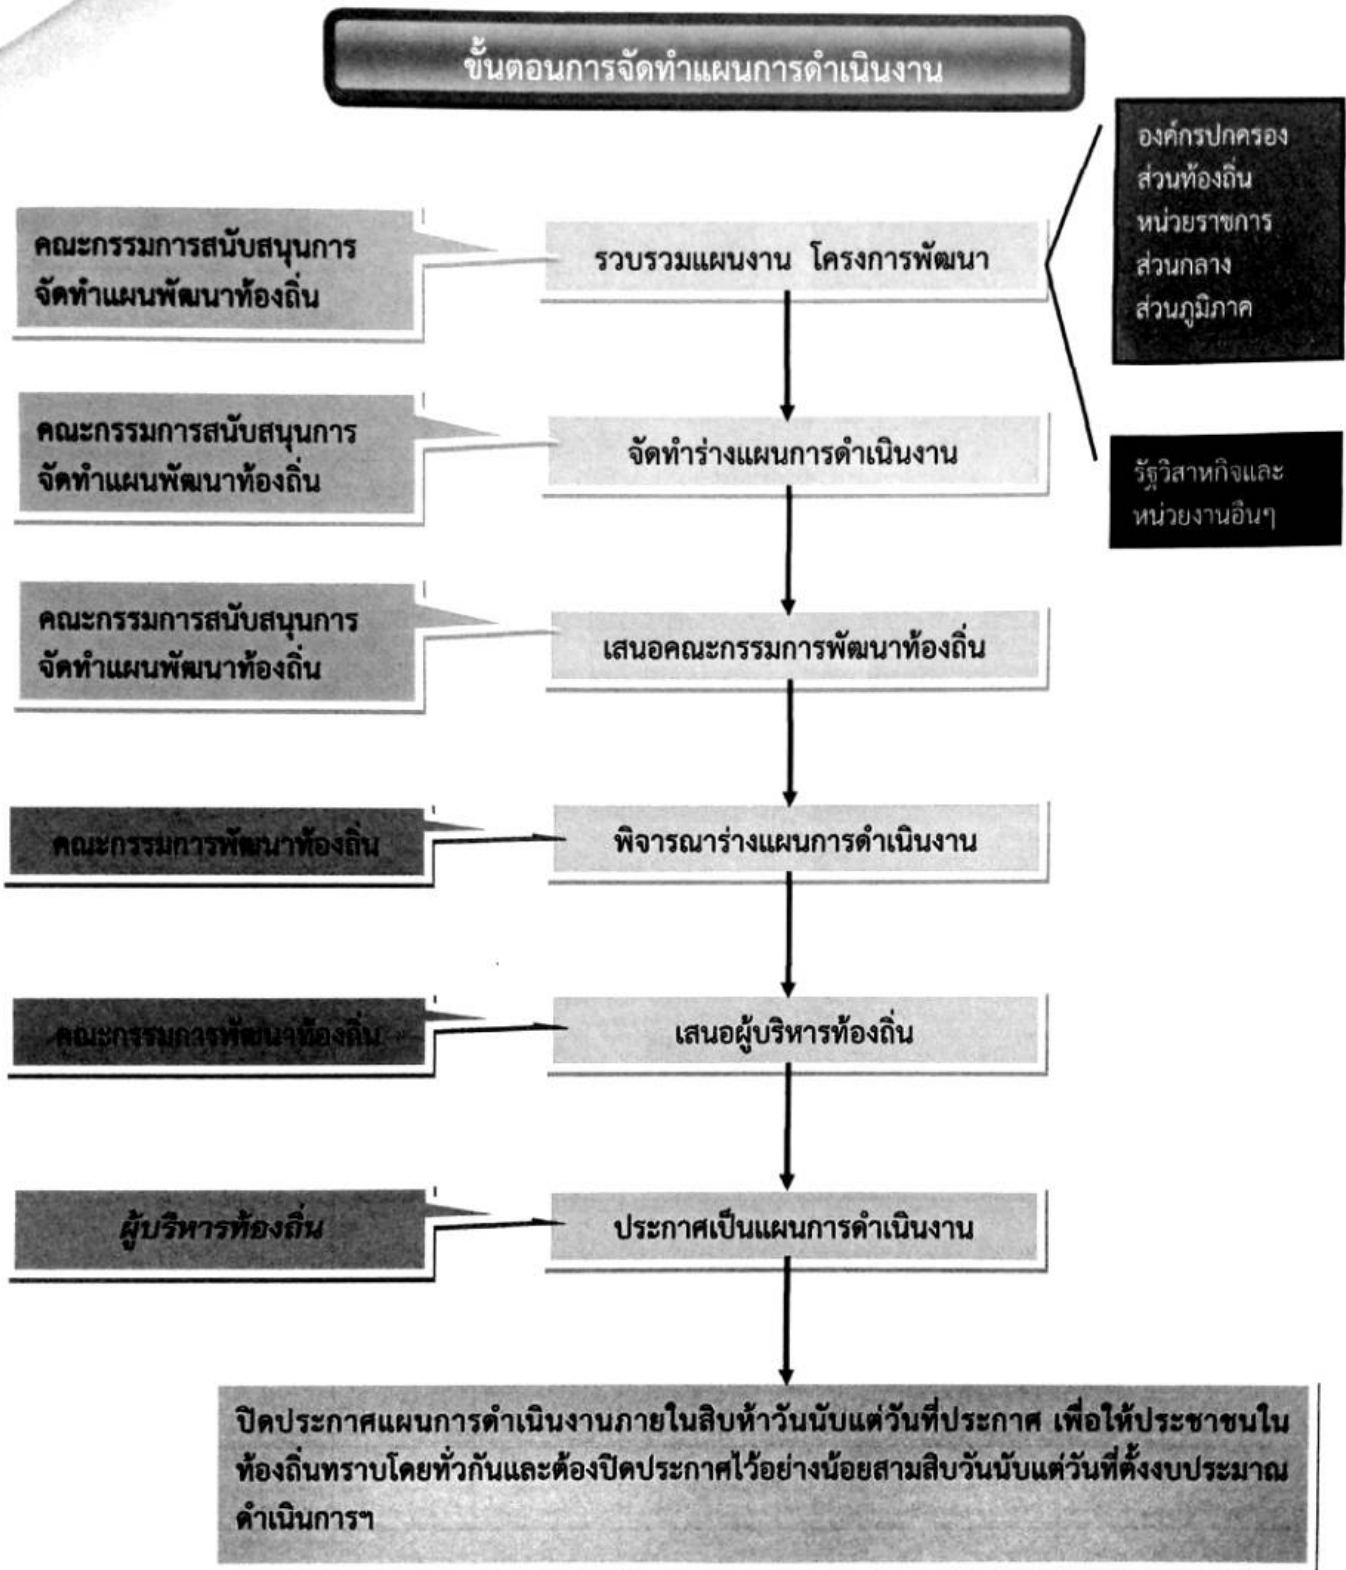 ขั้นตอนการจัดทำแผนการดำเนินงาน
องค์กรปกครอง
ส่วนท้องถิ่น
หน่วยราชการ
ส่วนกลาง
ส่วนภูมิภาค
คณะกรรมการสนับสนุนการ
จัดทำแผนพัฒนาท้องถิ่น
รวบรวมแผนงาน โครงการพัฒนา
คณะกรรมการสนับสนุนการ
จัดทำแผนพัฒนาท้องถิ่น
จัดทำร่างแผนการดำเนินงาน
รัฐวิสาหกิจและ
หน่วยงานอื่นๆ
คณะกรรมการสนับสนุนการ
จัดทำแผนพัฒนาท้องถิ่น
เสนอคณะกรรมการพัฒนาท้องถิ่น
คณะกรรมการพัฒนาท้องถิ่น
พิจารณาร่างแผนการดำเนินงาน
คณะกรรมการพัฒนาท้องถิ่น
เสนอผู้บริหารท้องถิ่น
ผู้บริหารท้องถิ่น
ประกาศเป็นแผนการดำเนินงาน
ปิดประกาศแผนการดำเนินงานภายในสิบห้าวันนับแต่วันที่ประกาศ เพื่อให้ประชาชนใน
ท้องถิ่นทราบโดยทั่วกันและต้องปิดประกาศไว้อย่างน้อยสามสิบวันนับแต่วันที่ตั้งงบประมาณ
ดำเนินการฯ